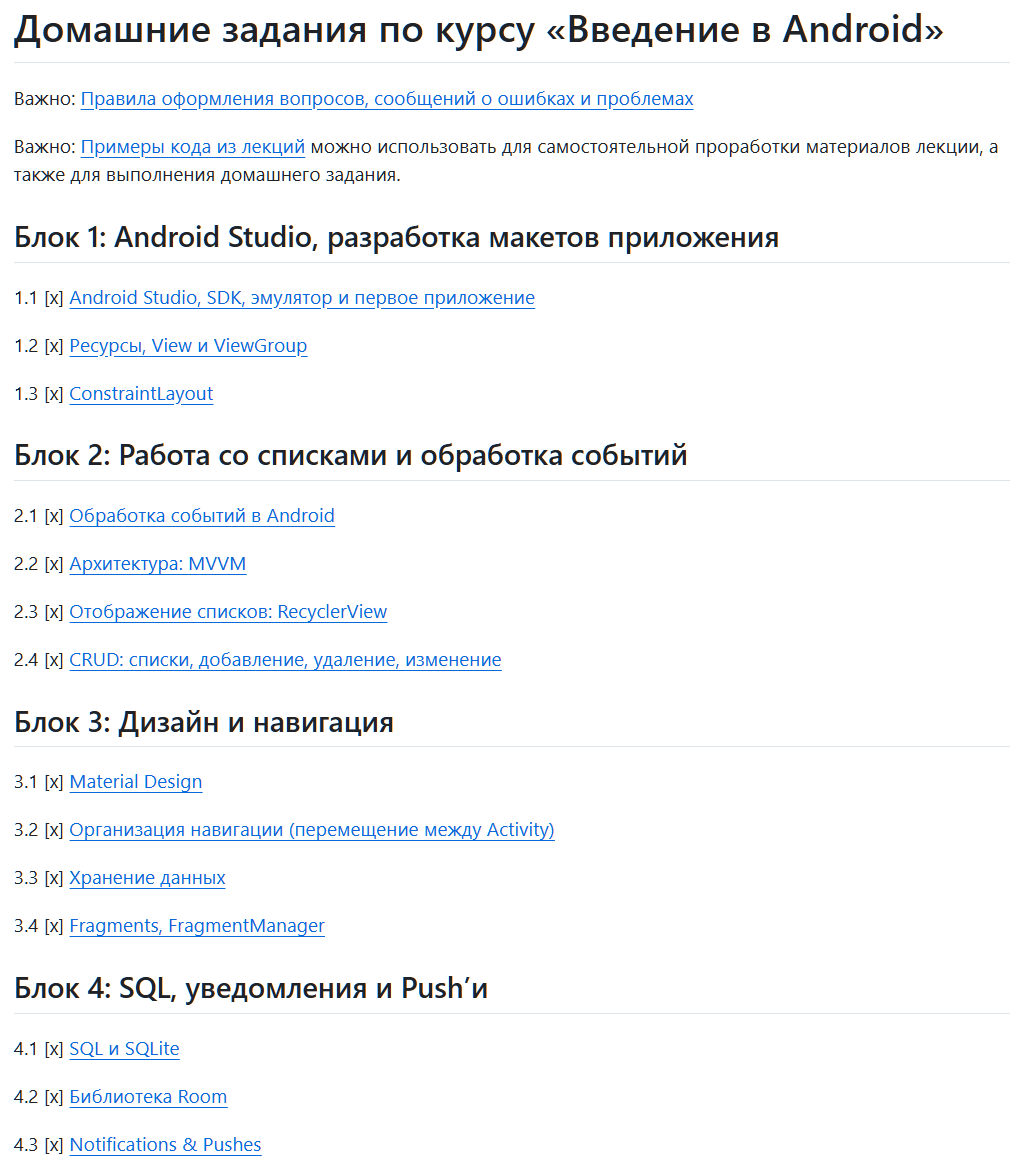 Домашние задания по курсу «Введение в Android»
Важно: Правила оформления вопросов, сообщений о ошибках и проблемах
Важно: Примеры кода из лекций можно использовать для самостоятельной проработки материалов лекции, а
также для выполнения домашнего задания.
Блок 1: Android Studio, разработка макетов приложения
1.1 [x] Android Studio, SDK, эмулятор и первое приложение
1.2 [x] Ресурсы, View и ViewGroup
1.3 [x] ConstraintLayout
Блок 2: Работа со списками и обработка событий
2.1 [x] Обработка событий в Android
2.2 [x] Архитектура: MVVM
2.3 [x] Отображение списков: RecyclerView
2.4 [x] CRUD: списки, добавление, удаление, изменение
Блок 3: Дизайн и навигация
3.1 [x] Material Design
3.2 [x] Организация навигации (перемещение между Activity)
3.3 [x] Хранение данных
3.4 [x] Fragments, FragmentManager
Блок 4: SQL, уведомления и Push’и
4.1 [x] SQL и SQLite
4.2 [x] Библиотека Room
4.3 [x] Notifications & Pushes